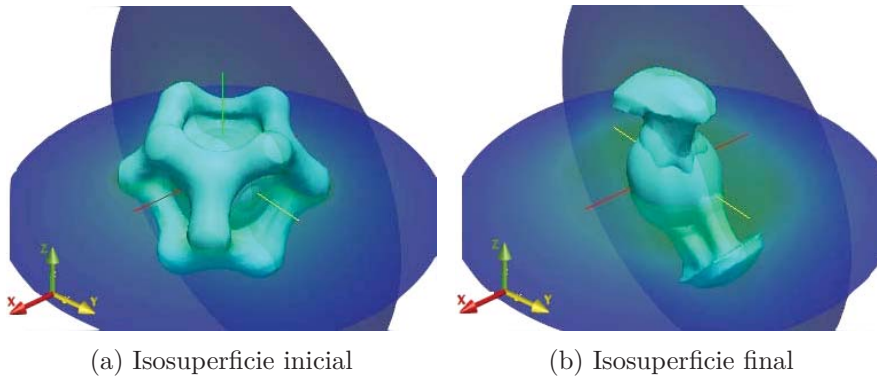 Z
X
Y
Z
X
Y
(a) Isosuperficie inicial
(b) Isosuperficie final